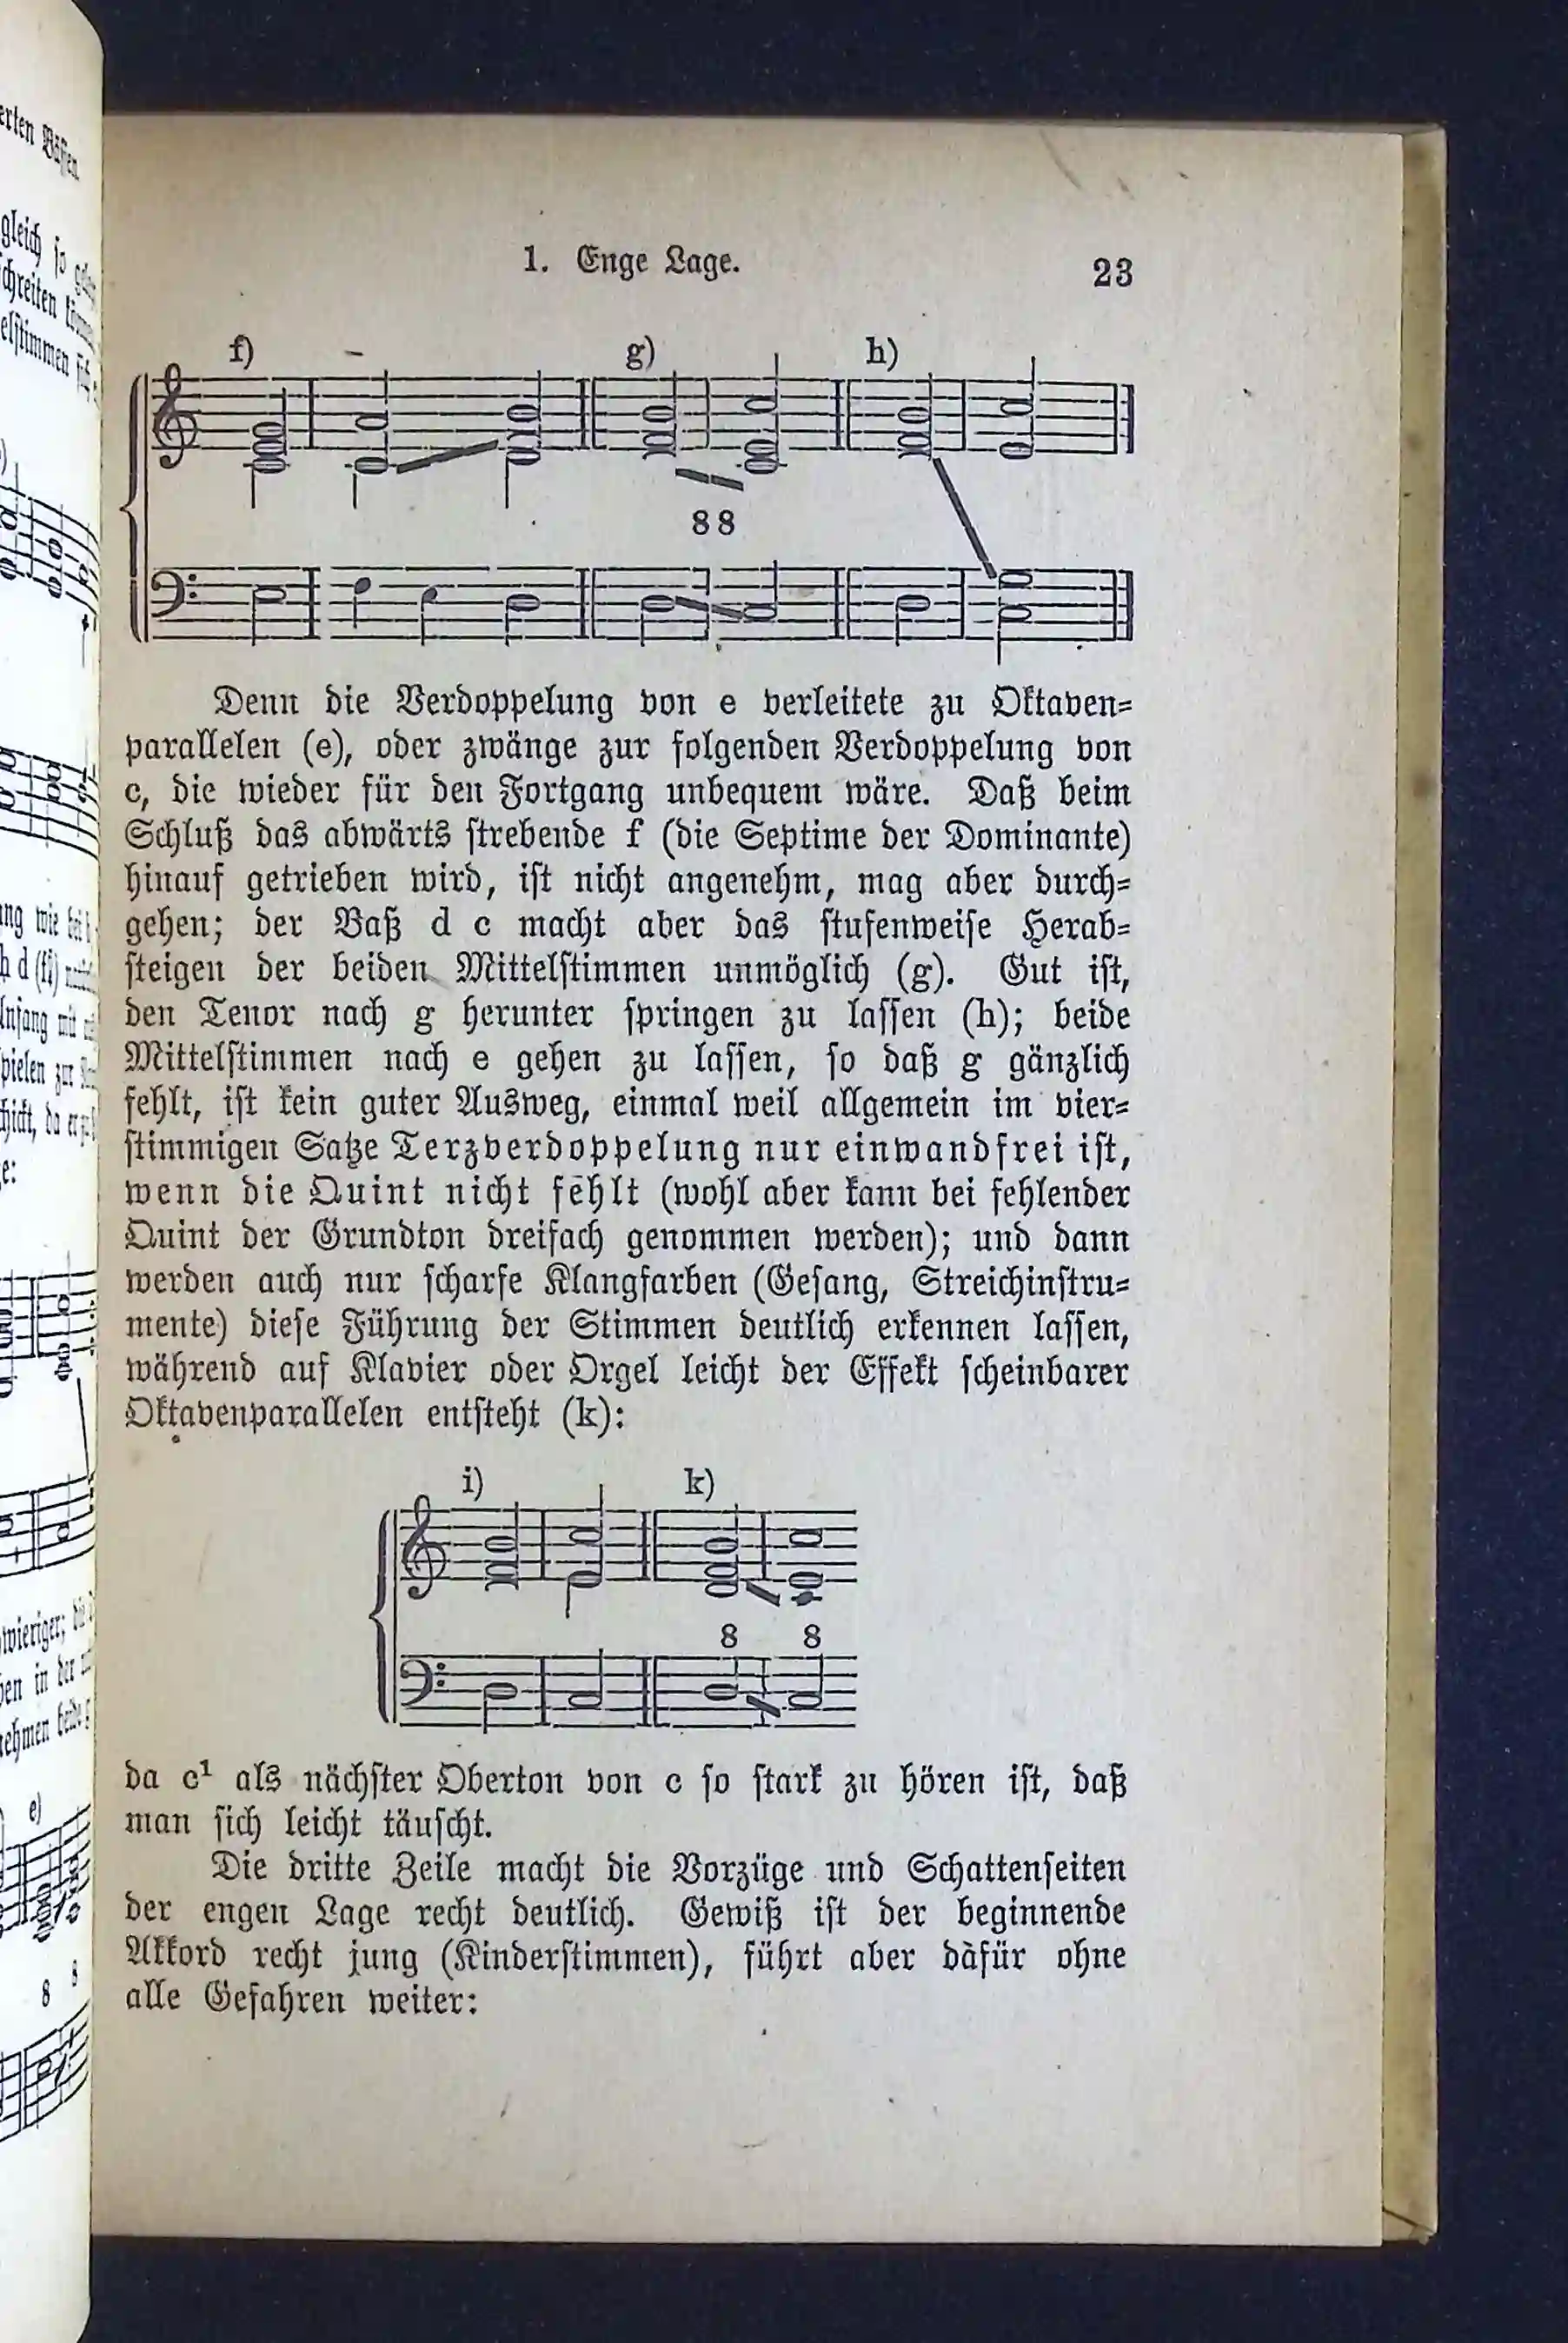 1. Enge Lage.
23
f)
g)
h)
8 8
Denn die Verdoppelung von e verleitete zu Oktaven=
parallelen (e), oder zwänge zur folgenden Verdoppelung von
c, die wieder für den Fortgang unbequem wäre. Daß beim
Schluß das abwärts strebende f (die Septime der Dominante)
hinauf getrieben wird, ist nicht angenehm, mag aber durch=
gehen; der Baß d c macht aber das stufenweise Herab=
steigen der beiden Mittelstimmen unmöglich (g). Gut ist,
den Tenor nach g herunter springen zu lassen (h); beide
Mittelstimmen nach e gehen zu lassen, so daß g gänzlich
fehlt, ist kein guter Ausweg, einmal weil allgemein im vier=
stimmigen Satze Terzverdoppelung nur einwandfrei ist,
wenn die Quint nicht fehlt (wohl aber kann bei fehlender
Quint der Grundton dreifach genommen werden); und dann
werden auch nur scharfe Klangfarben (Gesang, Streichinstru=
mente) diese Führung der Stimmen deutlich erkennen lassen,
während auf Klavier oder Orgel leicht der Effekt scheinbarer
Oktavenparallelen entsteht (k):
i)
k)
8 8
da c¹ als nächster Oberton von c so stark zu hören ist, daß
man sich leicht täuscht.
Die dritte Zeile macht die Vorzüge und Schattenseiten
der engen Lage recht deutlich. Gewiß ist der beginnende
Akkord recht jung (Kinderstimmen), führt aber dafür ohne
alle Gefahren weiter: